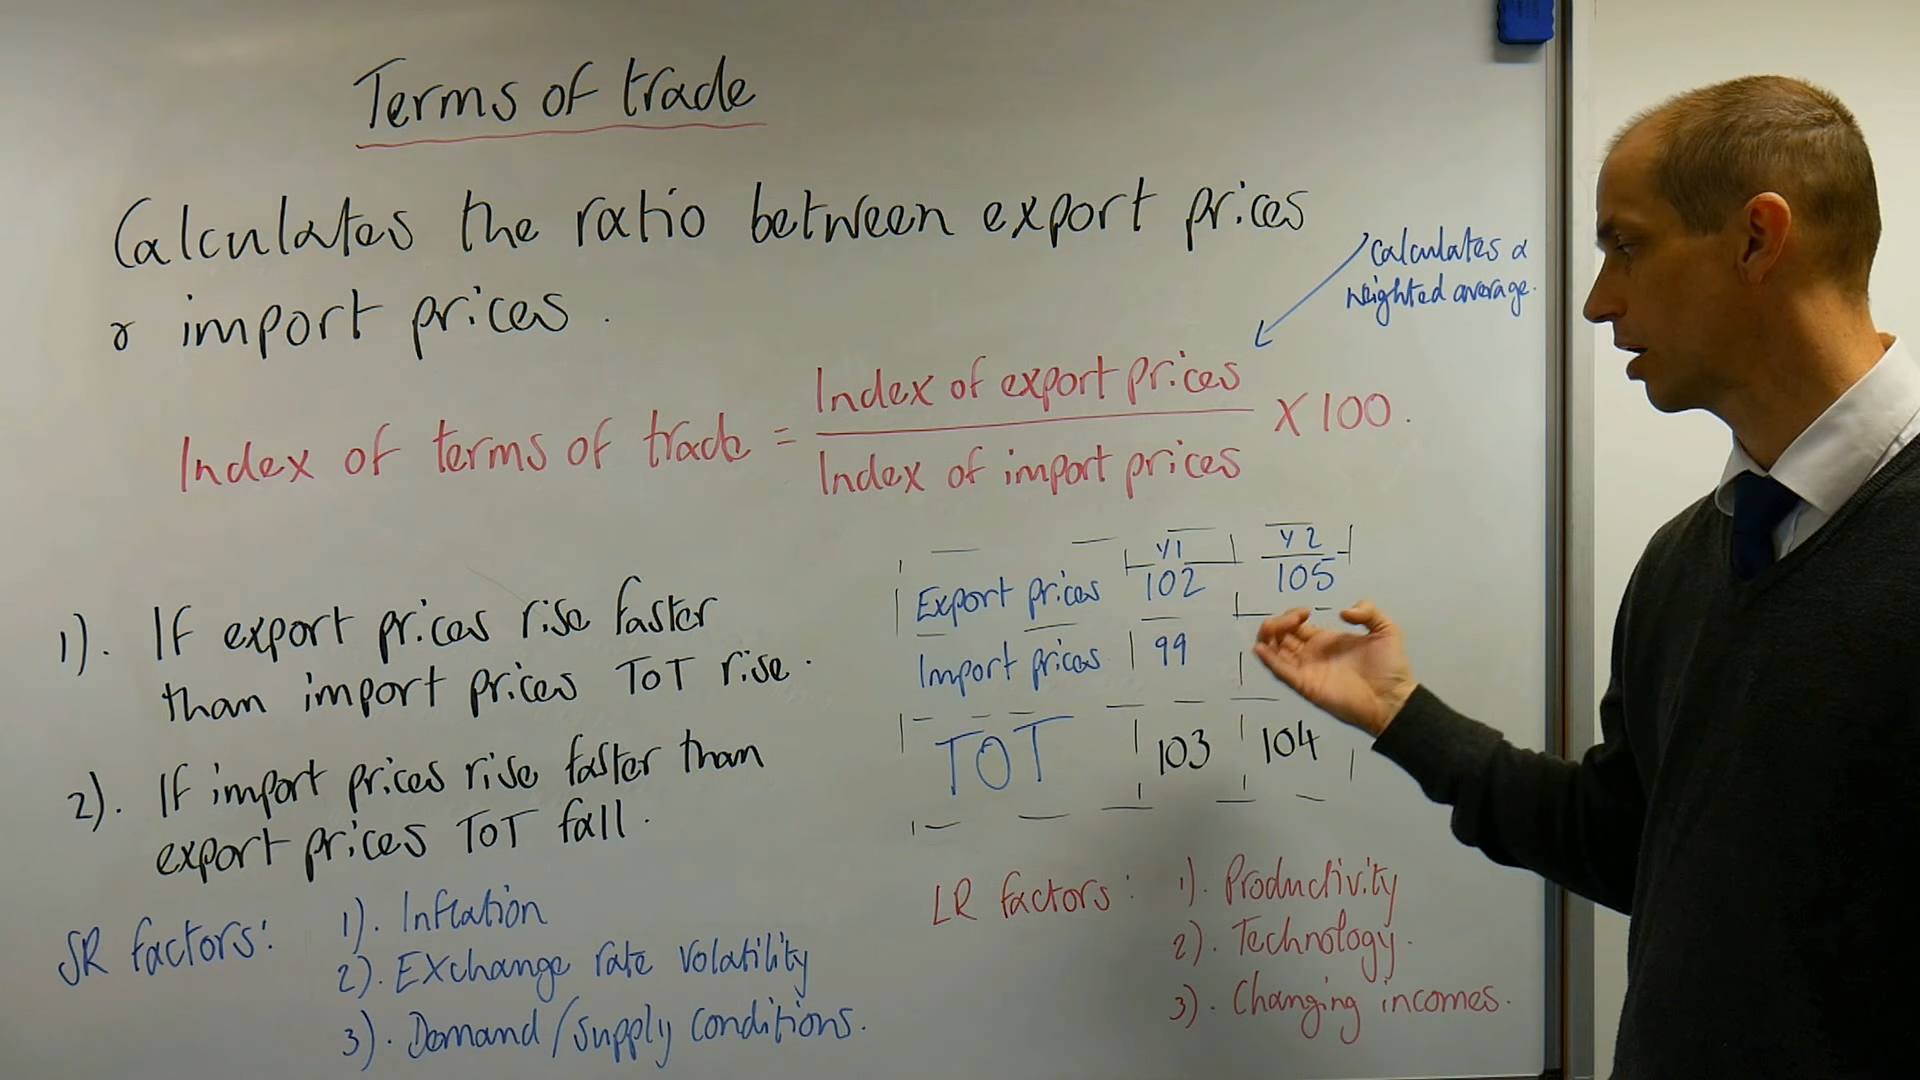 Terms of trade
Calculates the ratio between export prices
& import prices.
Calculates a
weighted average.
Index of terms of trade = Index of export prices / Index of import prices X 100.
Y1 Y2
Export prices 102 105
Import prices 99
TOT 103 104
1). If export prices rise faster
than import prices ToT rise.
2). If import prices rise faster than
export prices ToT fall.
SR factors: 1). Inflation
2). Exchange rate volatility
3). Demand/supply conditions.
LR factors: 1). Productivity
2). Technology.
3). Changing incomes.